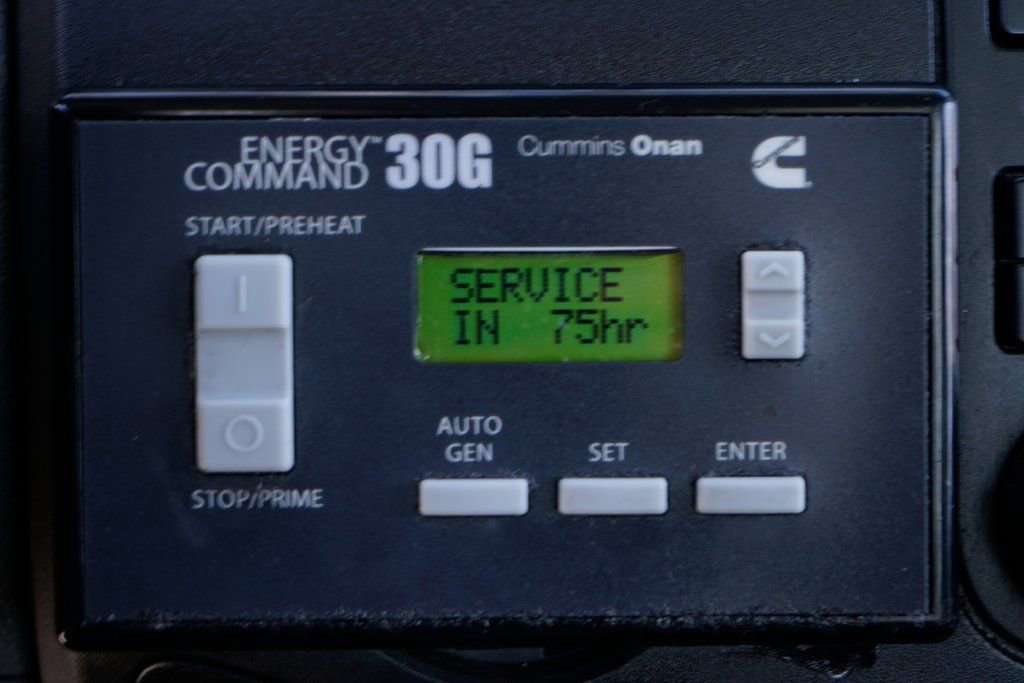 ENERGY™
COMMAND 30G
Cummins Onan
START/PREHEAT
I
SERVICE
IN 75hr
O
STOP/PRIME
AUTO
GEN
SET
ENTER